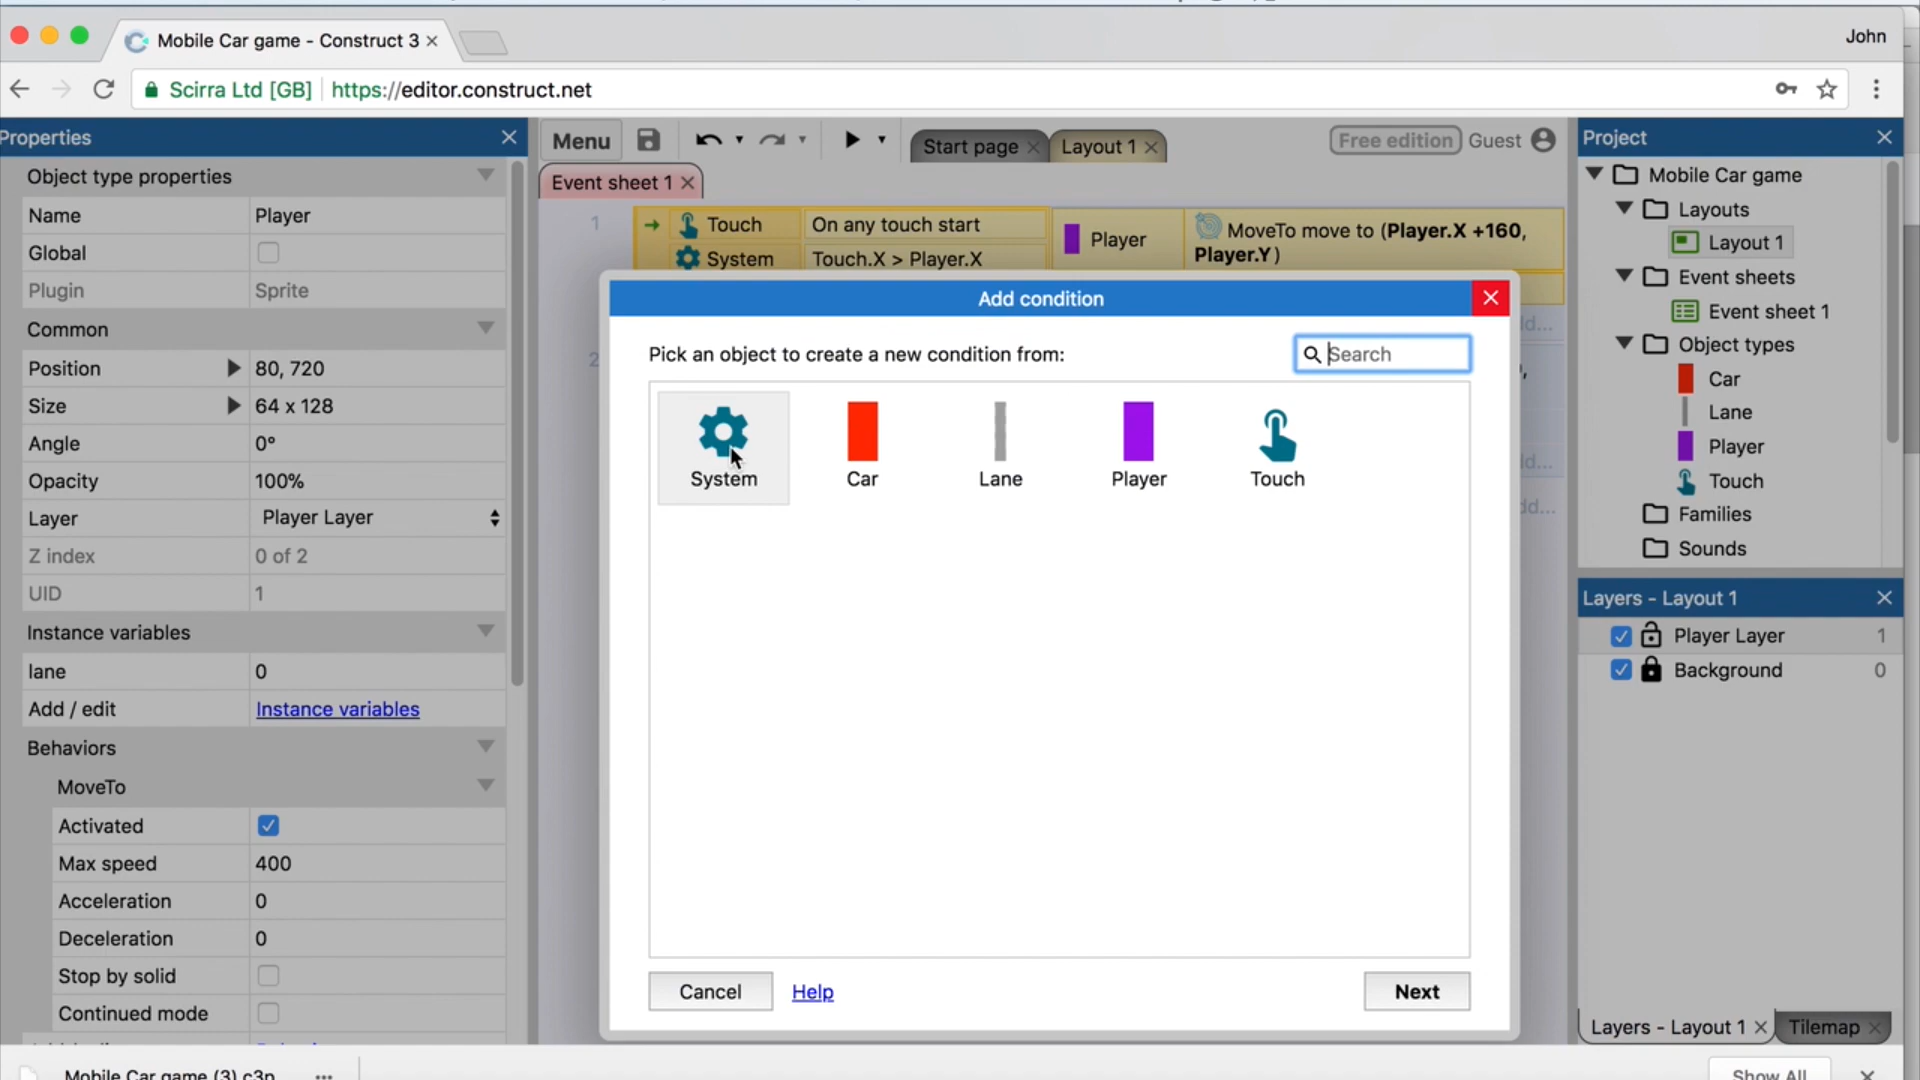 Mobile Car game - Construct 3
John
Scirra Ltd [GB] https://editor.construct.net
Properties
Object type properties
Name Player
Global
Plugin Sprite
Common
Position 80, 720
Size 64 x 128
Angle 0°
Opacity 100%
Layer Player Layer
Z index 0 of 2
UID 1
Instance variables
lane 0
Add / edit Instance variables
Behaviors
MoveTo
Activated
Max speed 400
Acceleration 0
Deceleration 0
Stop by solid
Continued mode
Menu
Start page
Layout 1
Free edition Guest
Event sheet 1
1
Touch On any touch start
System Touch.X > Player.X
Player
MoveTo move to (Player.X +160,
Player.Y)
2
Add condition
Pick an object to create a new condition from:
Search
System
Car
Lane
Player
Touch
Cancel
Help
Next
Project
Mobile Car game
Layouts
Layout 1
Event sheets
Event sheet 1
Object types
Car
Lane
Player
Touch
Families
Sounds
Layers - Layout 1
Player Layer 1
Background 0
Layers - Layout 1
Tilemap
Mobile Car game (3).c3p
Show All